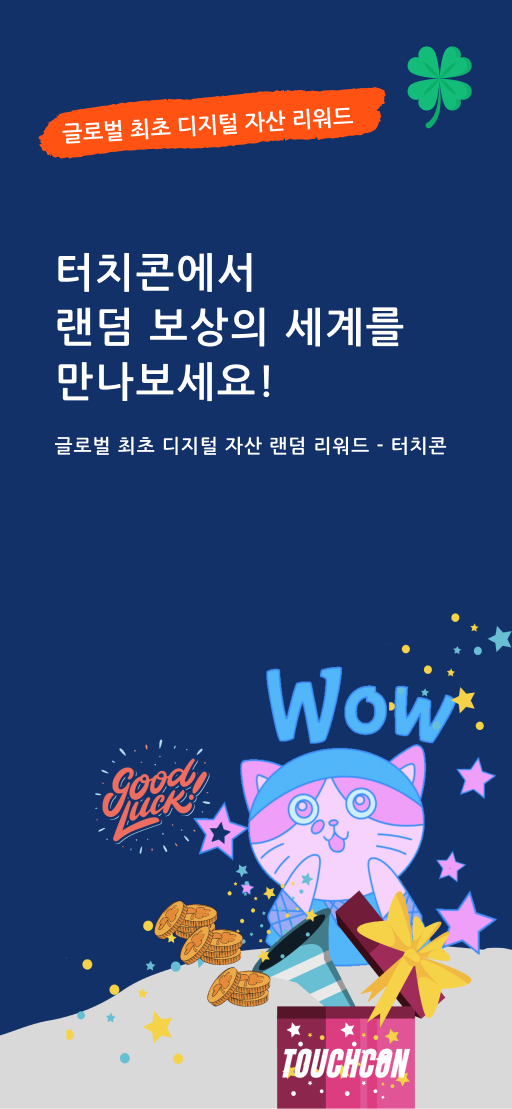 글로벌 최초 디지털 자산 리워드
터치콘에서
랜덤 보상의 세계를
만나보세요!
글로벌 최초 디지털 자산 랜덤 리워드 - 터치콘
Wow
Good
Luck!
TOUCHCON